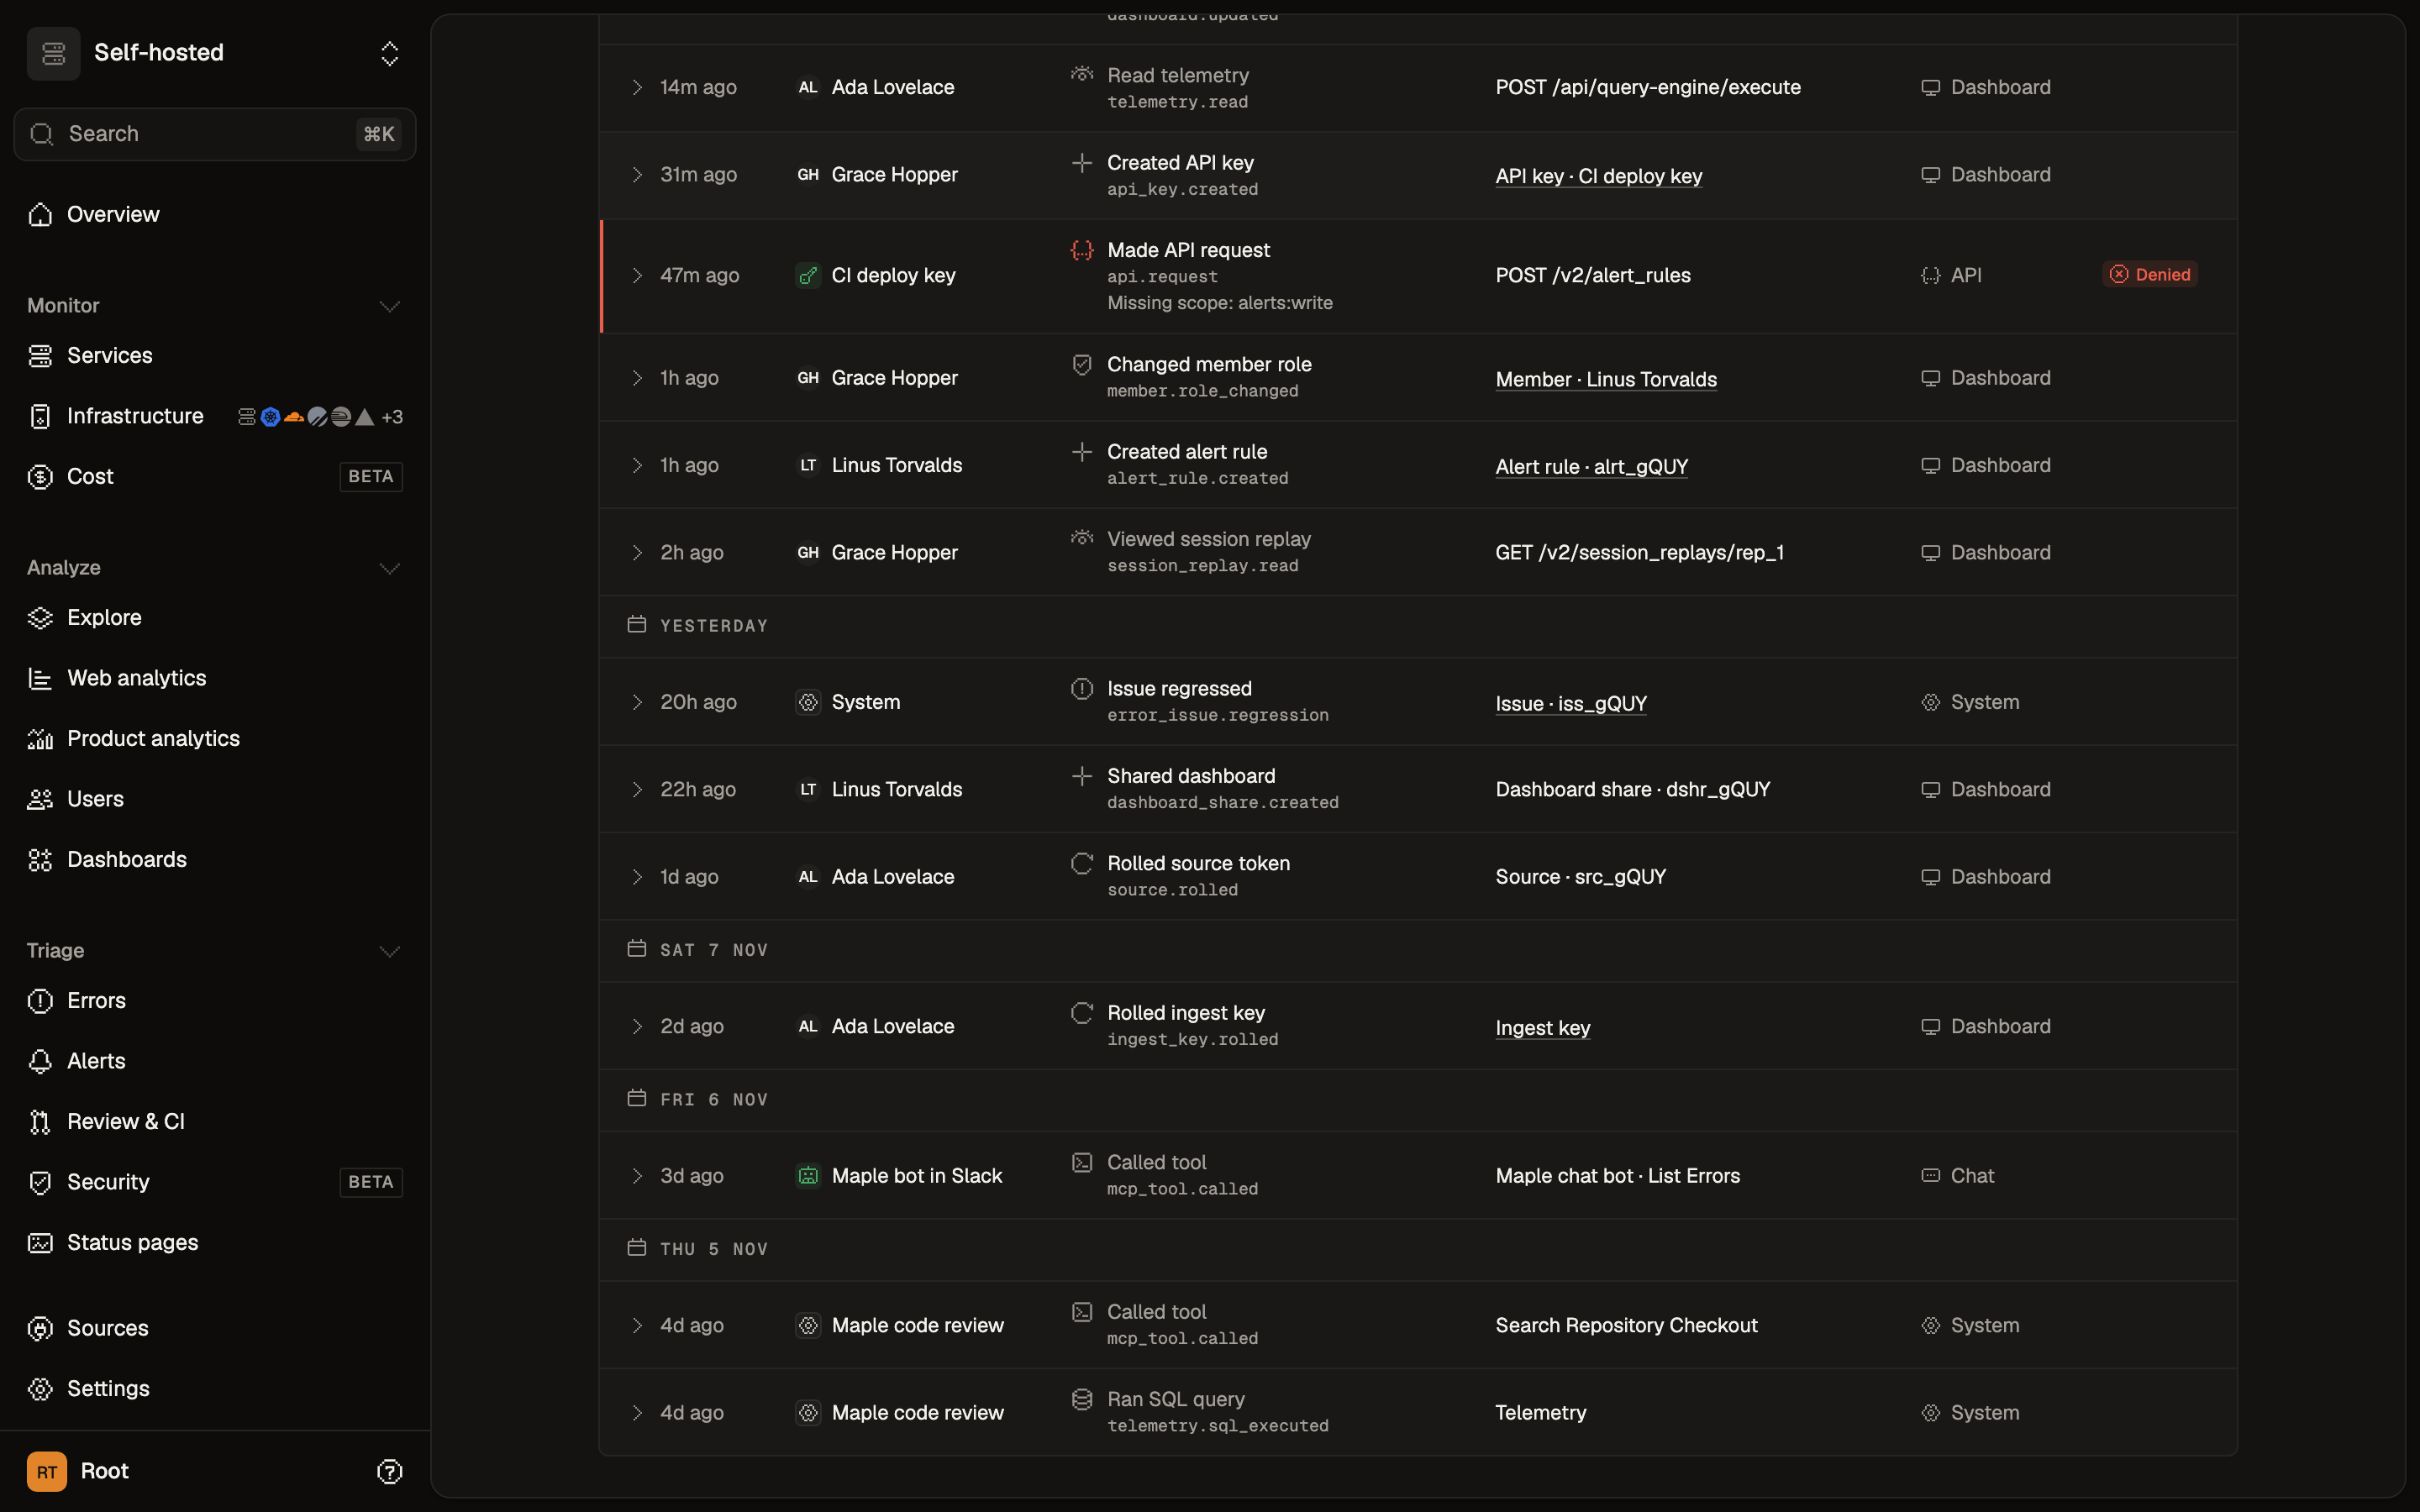 Self-hosted
Search ⌘K
Overview
Monitor
Services
Infrastructure +3
Cost BETA
Analyze
Explore
Web analytics
Product analytics
Users
Dashboards
Triage
Errors
Alerts
Review & CI
Security BETA
Status pages
Sources
Settings
RT Root
dashboard.updated
14m ago AL Ada Lovelace Read telemetry POST /api/query-engine/execute Dashboard
telemetry.read
31m ago GH Grace Hopper Created API key API key · CI deploy key Dashboard
api_key.created
47m ago CI deploy key Made API request POST /v2/alert_rules API Denied
api.request
Missing scope: alerts:write
1h ago GH Grace Hopper Changed member role Member · Linus Torvalds Dashboard
member.role_changed
1h ago LT Linus Torvalds Created alert rule Alert rule · alrt_gQUY Dashboard
alert_rule.created
2h ago GH Grace Hopper Viewed session replay GET /v2/session_replays/rep_1 Dashboard
session_replay.read
YESTERDAY
20h ago System Issue regressed Issue · iss_gQUY System
error_issue.regression
22h ago LT Linus Torvalds Shared dashboard Dashboard share · dshr_gQUY Dashboard
dashboard_share.created
1d ago AL Ada Lovelace Rolled source token Source · src_gQUY Dashboard
source.rolled
SAT 7 NOV
2d ago AL Ada Lovelace Rolled ingest key Ingest key Dashboard
ingest_key.rolled
FRI 6 NOV
3d ago Maple bot in Slack Called tool Maple chat bot · List Errors Chat
mcp_tool.called
THU 5 NOV
4d ago Maple code review Called tool Search Repository Checkout System
mcp_tool.called
4d ago Maple code review Ran SQL query Telemetry System
telemetry.sql_executed